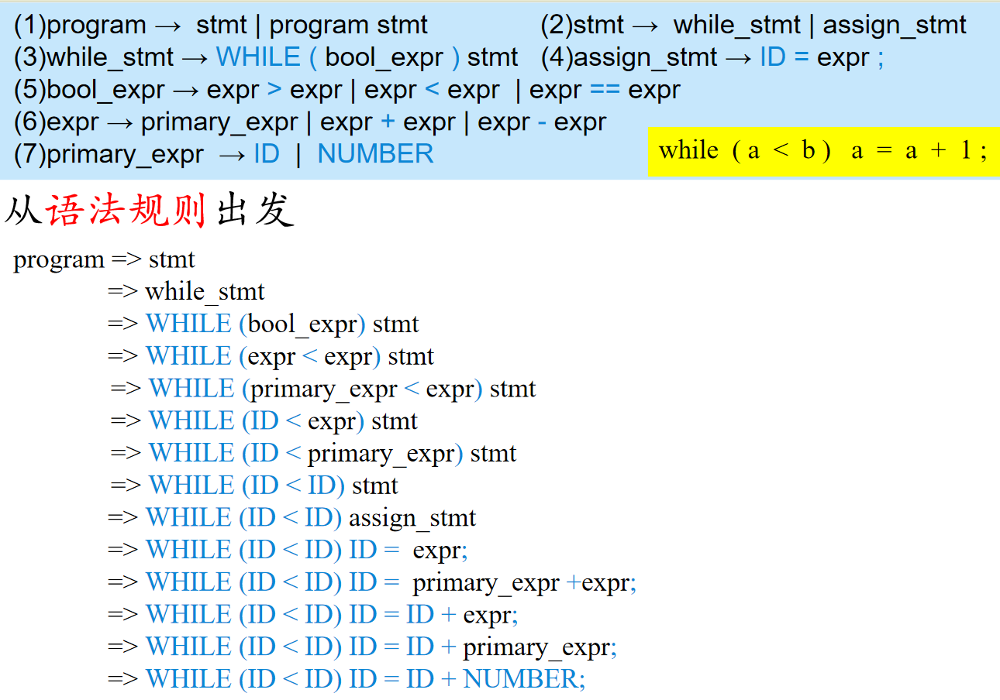 (1)program → stmt | program stmt (2)stmt → while_stmt | assign_stmt
(3)while_stmt → WHILE ( bool_expr ) stmt (4)assign_stmt → ID = expr ;
(5)bool_expr → expr > expr | expr < expr | expr == expr
(6)expr → primary_expr | expr + expr | expr - expr
(7)primary_expr → ID | NUMBER
while ( a < b ) a = a + 1 ;
从语法规则出发
program => stmt
=> while_stmt
=> WHILE (bool_expr) stmt
=> WHILE (expr < expr) stmt
=> WHILE (primary_expr < expr) stmt
=> WHILE (ID < expr) stmt
=> WHILE (ID < primary_expr) stmt
=> WHILE (ID < ID) stmt
=> WHILE (ID < ID) assign_stmt
=> WHILE (ID < ID) ID = expr;
=> WHILE (ID < ID) ID = primary_expr +expr;
=> WHILE (ID < ID) ID = ID + expr;
=> WHILE (ID < ID) ID = ID + primary_expr;
=> WHILE (ID < ID) ID = ID + NUMBER;